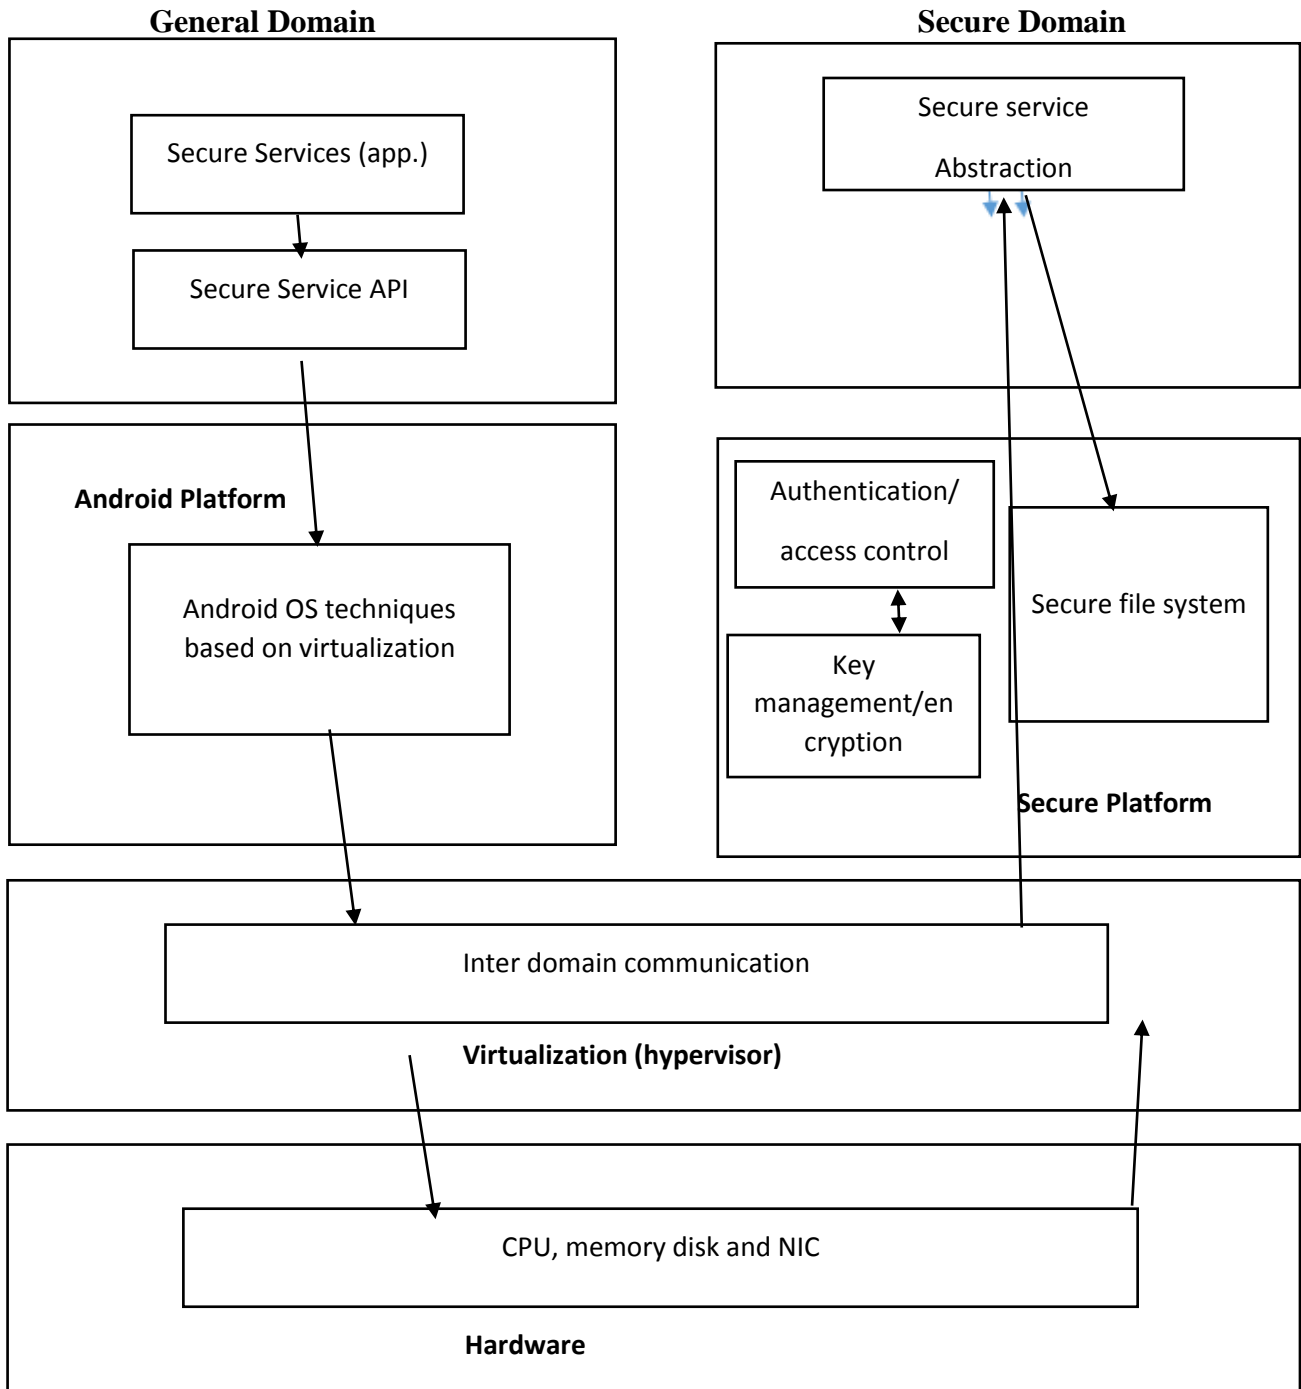 General Domain
Secure Services (app.)
Secure Service API
Android Platform
Android OS techniques
based on virtualization
Secure Domain
Secure service
Abstraction
Authentication/
access control
Key
management/en
cryption
Secure file system
Secure Platform
Inter domain communication
Virtualization (hypervisor)
CPU, memory disk and NIC
Hardware